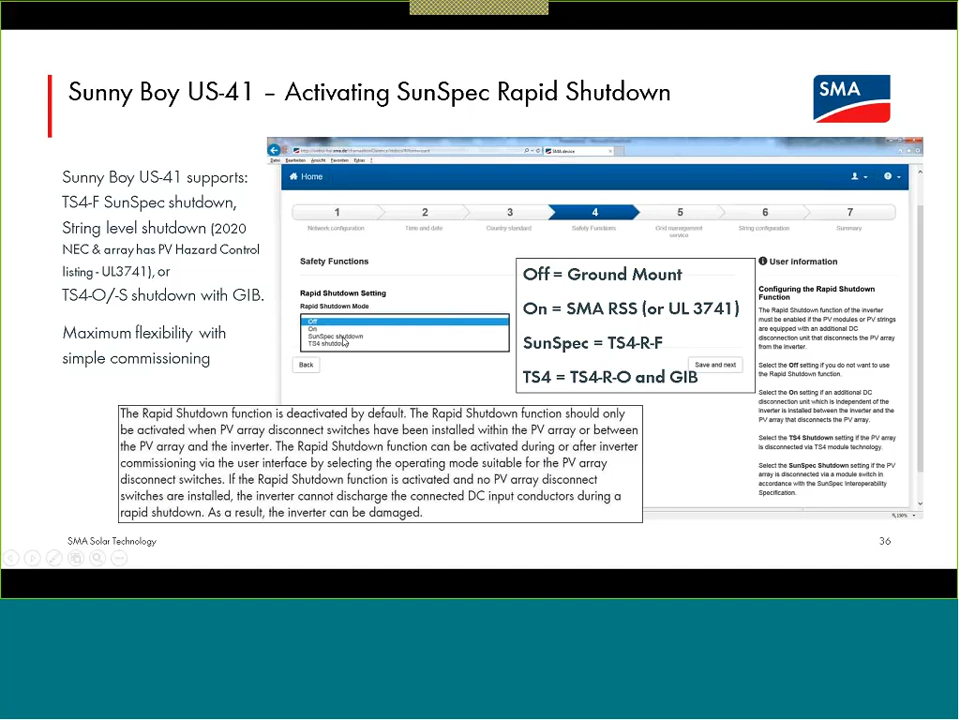 Sunny Boy US-41 – Activating SunSpec Rapid Shutdown
SMA
Sunny Boy US-41 supports:
TS4-F SunSpec shutdown,
String level shutdown (2020
NEC & array has PV Hazard Control
listing - UL3741), or
TS4-O/-S shutdown with GIB.
Maximum flexibility with
simple commissioning
SMA device
Datei Bearbeiten Ansicht Favoriten Extras ?
Home
1 2 3 4 5 6 7
Network configuration
Time and date
Country standard
Safety Functions
Grid management
service
String configuration
Summary
Safety Functions
Rapid Shutdown Setting
Rapid Shutdown Mode
Off
On
SunSpec shutdown
TS4 shutdown
Back
Off = Ground Mount
On = SMA RSS (or UL 3741)
SunSpec = TS4-R-F
Save and next
TS4 = TS4-R-O and GIB
User information
Configuring the Rapid Shutdown
Function
The Rapid Shutdown function of the inverter
must be enabled if the PV modules or PV strings
are equipped with an additional DC
disconnection unit that disconnects the PV array
from the inverter.
Select the Off setting if you do not want to use
the Rapid Shutdown function.
Select the On setting if an additional DC
disconnection unit which is independent of the
inverter is installed between the inverter and the
PV array that disconnects the PV array.
Select the TS4 Shutdown setting if the PV array
is disconnected via TS4 module technology.
Select the SunSpec Shutdown setting if the PV
array is disconnected via a module switch in
accordance with the SunSpec Interoperability
Specification.
150%
The Rapid Shutdown function is deactivated by default. The Rapid Shutdown function should only
be activated when PV array disconnect switches have been installed within the PV array or between
the PV array and the inverter. The Rapid Shutdown function can be activated during or after inverter
commissioning via the user interface by selecting the operating mode suitable for the PV array
disconnect switches. If the Rapid Shutdown function is activated and no PV array disconnect
switches are installed, the inverter cannot discharge the connected DC input conductors during a
rapid shutdown. As a result, the inverter can be damaged.
SMA Solar Technology
36